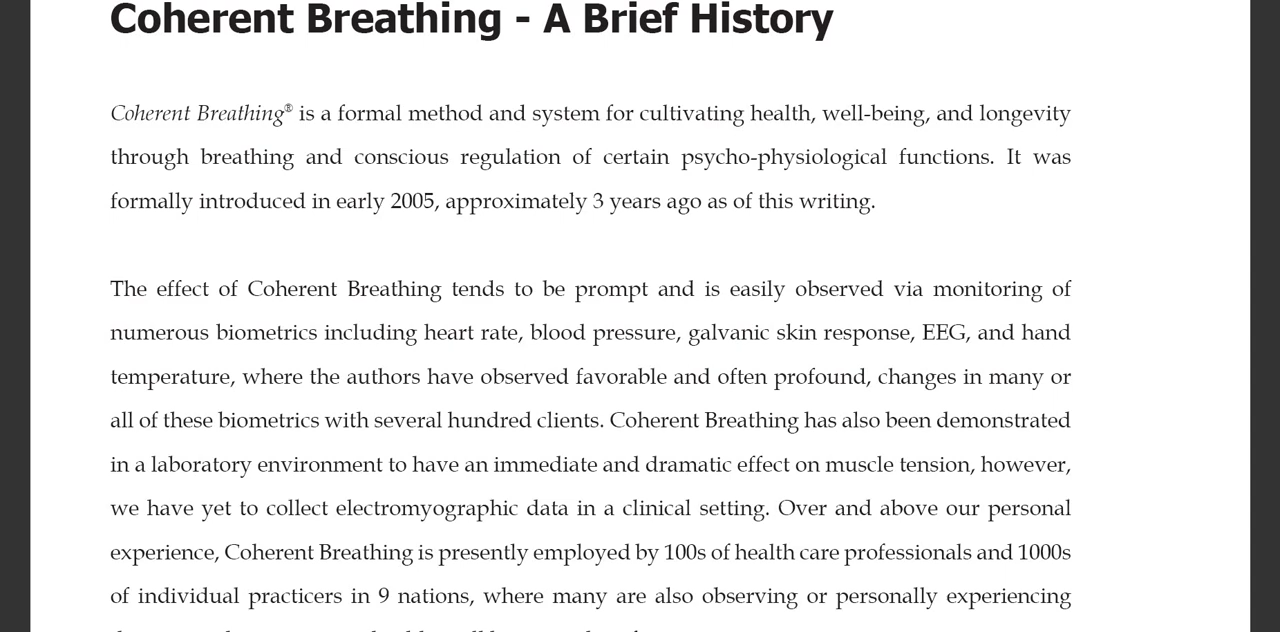 Coherent Breathing - A Brief History
Coherent Breathing® is a formal method and system for cultivating health, well-being, and longevity
through breathing and conscious regulation of certain psycho-physiological functions. It was
formally introduced in early 2005, approximately 3 years ago as of this writing.
The effect of Coherent Breathing tends to be prompt and is easily observed via monitoring of
numerous biometrics including heart rate, blood pressure, galvanic skin response, EEG, and hand
temperature, where the authors have observed favorable and often profound, changes in many or
all of these biometrics with several hundred clients. Coherent Breathing has also been demonstrated
in a laboratory environment to have an immediate and dramatic effect on muscle tension, however,
we have yet to collect electromyographic data in a clinical setting. Over and above our personal
experience, Coherent Breathing is presently employed by 100s of health care professionals and 1000s
of individual practicers in 9 nations, where many are also observing or personally experiencing